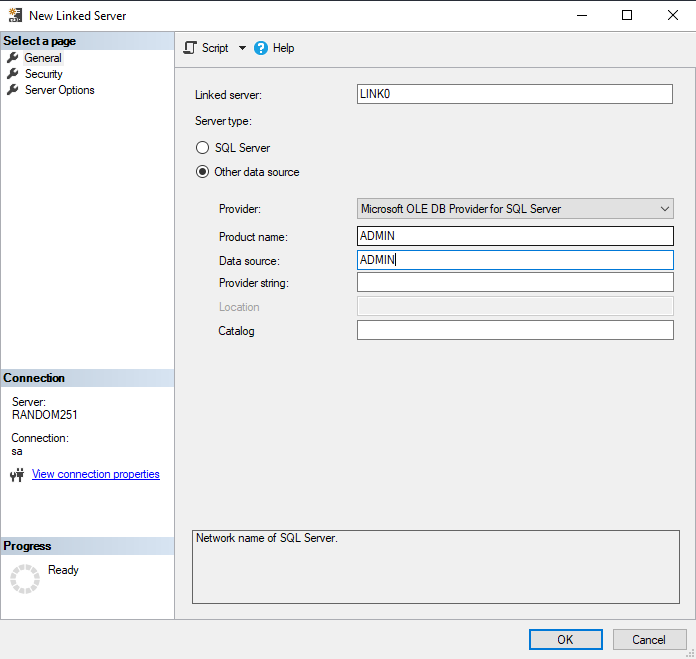 New Linked Server
Select a page
General
Security
Server Options
Script Help
Linked server: LINK0
Server type:
SQL Server
Other data source
Provider: Microsoft OLE DB Provider for SQL Server
Product name: ADMIN
Data source: ADMIN
Provider string:
Location
Catalog
Connection
Server:
RANDOM251
Connection:
sa
View connection properties
Progress
Ready
Network name of SQL Server.
OK Cancel